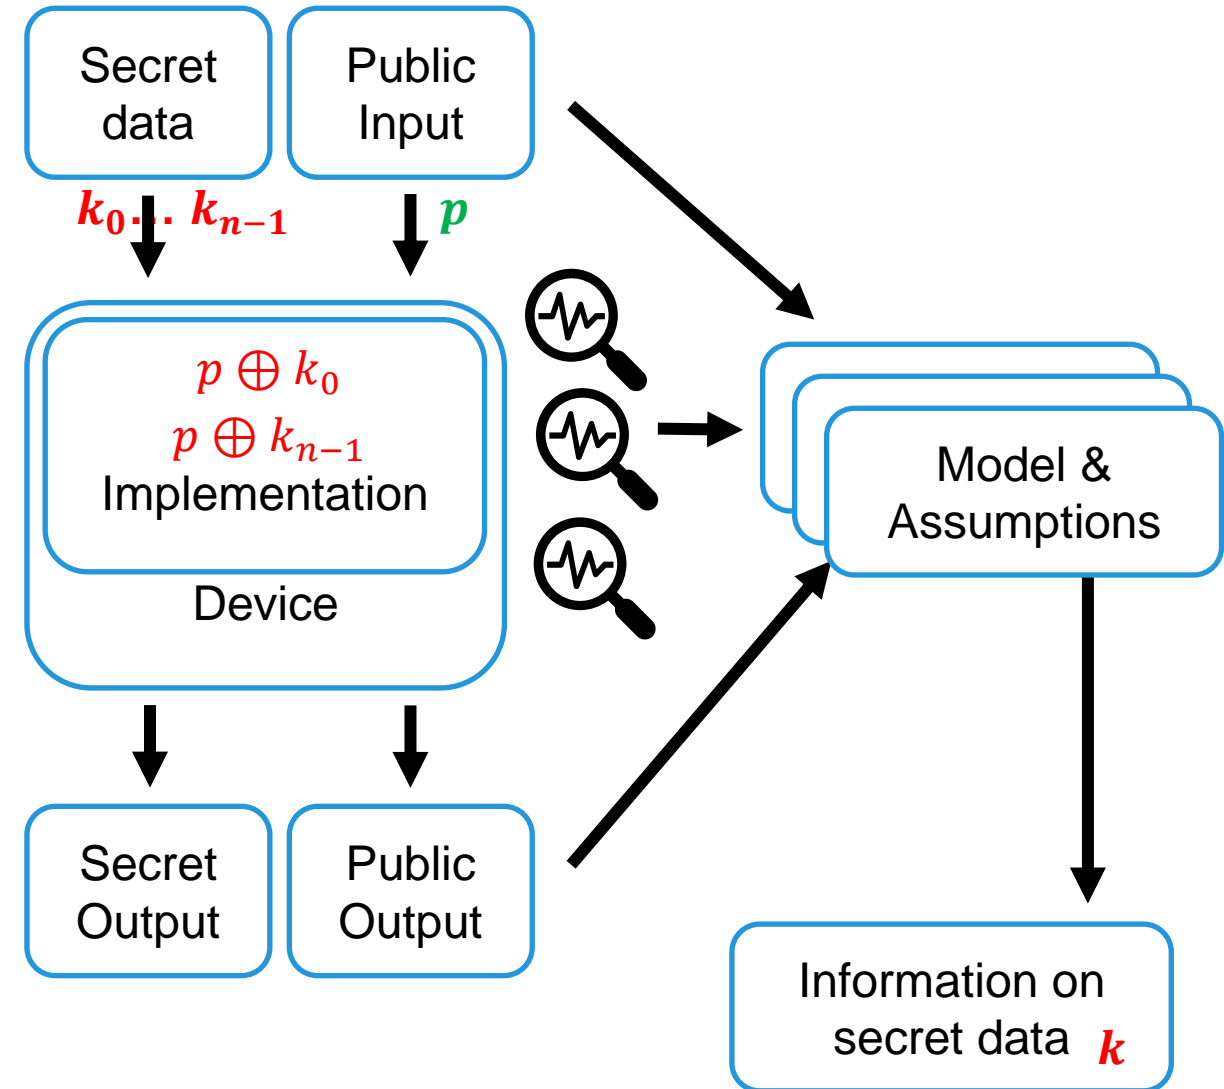 Secret
data
Public
Input
k₀… kₙ₋₁
p
p ⊕ k₀
p ⊕ kₙ₋₁
Implementation
Device
Model &
Assumptions
Secret
Output
Public
Output
Information on
secret data k